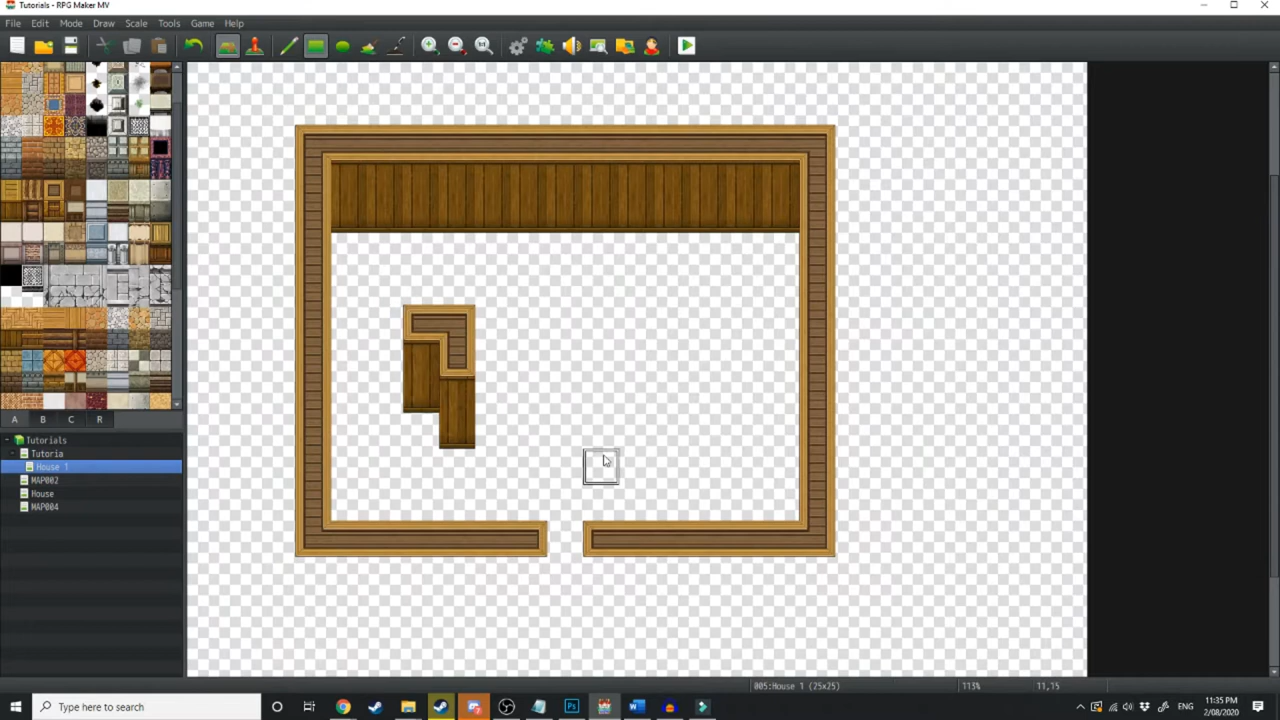 Tutorials - RPG Maker MV
File Edit Mode Draw Scale Tools Game Help
A B C R
Tutorials
Tutoria
House 1
MAP002
House
MAP004
005:House 1 (25x25) 113% 11,15
Type here to search
Ps
W
ENG
11:35 PM
2/08/2020